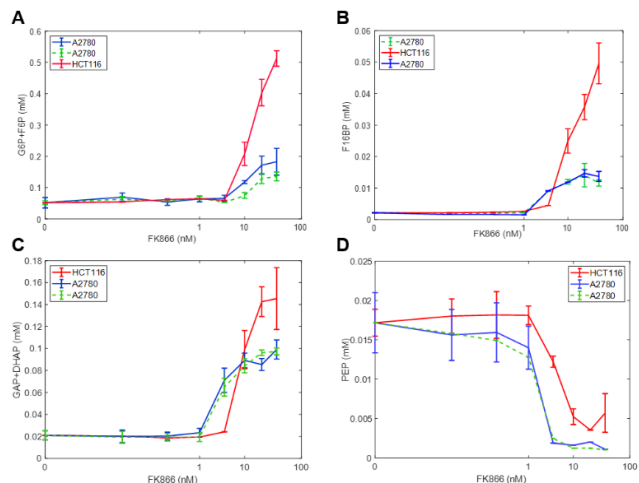 A
A2780
A2780
HCT116
G6P+F6P (mM)
0.6
0.5
0.4
0.3
0.2
0.1
0
0
1
10
100
FK866 (nM)
B
A2780
HCT116
A2780
F16BP (mM)
0.06
0.05
0.04
0.03
0.02
0.01
0
0
1
10
100
FK866 (nM)
C
HCT116
A2780
A2780
GAP+DHAP (mM)
0.18
0.16
0.14
0.12
0.1
0.08
0.06
0.04
0.02
0
0
1
10
100
FK866 (nM)
D
HCT116
A2780
A2780
PEP (mM)
0.025
0.02
0.015
0.01
0.005
0
0
1
10
100
FK866 (nM)